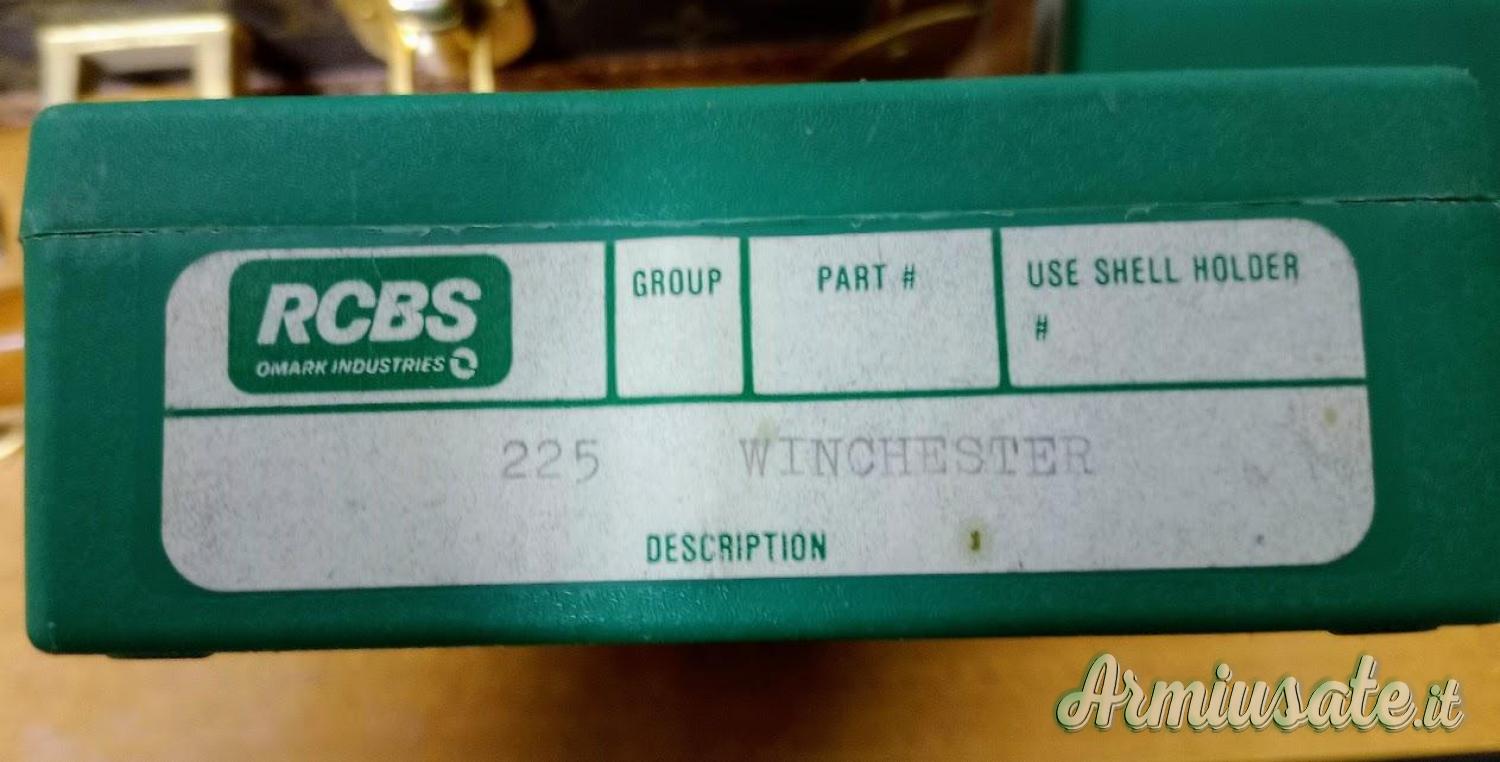 RCBS
OMARK INDUSTRIES
GROUP
PART #
USE SHELL HOLDER
#
225 WINCHESTER
DESCRIPTION
Armiusate.it